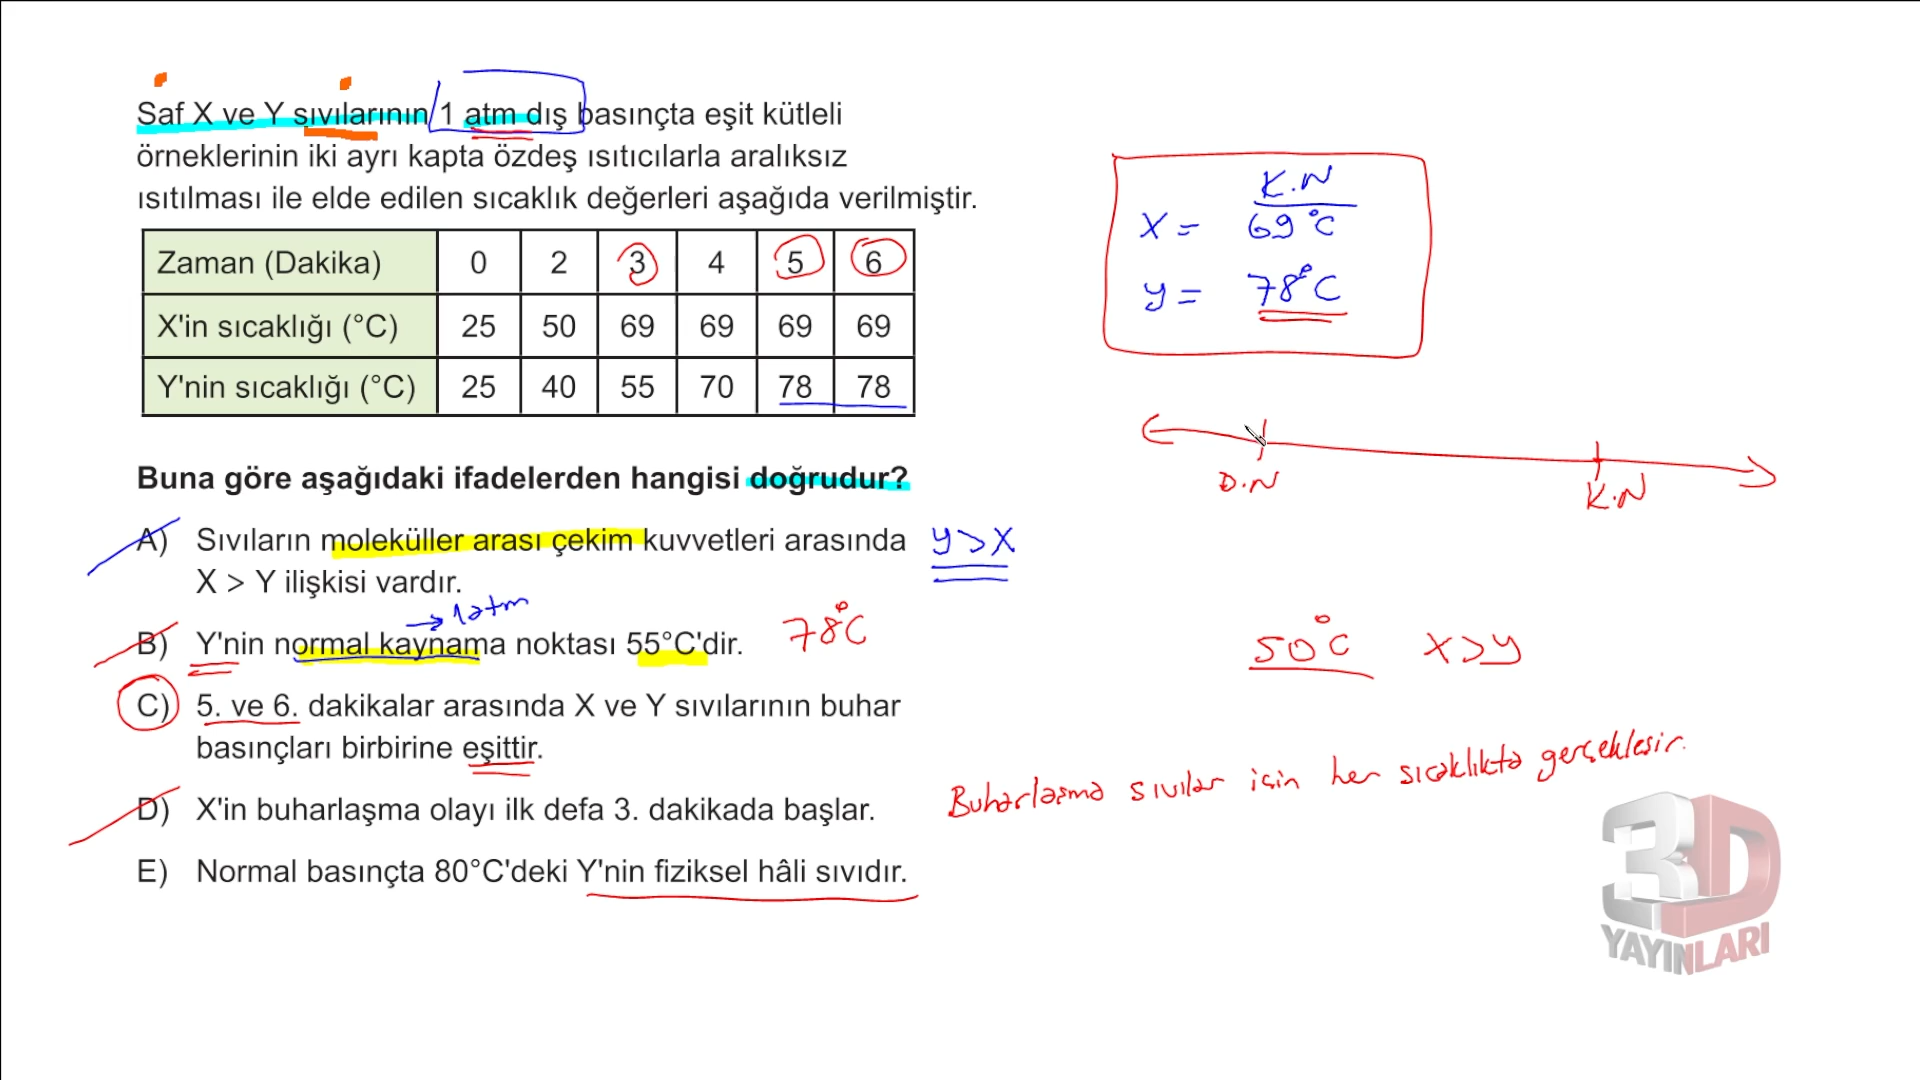 Saf X ve Y sıvılarının 1 atm dış basınçta eşit kütleli
örneklerinin iki ayrı kapta özdeş ısıtıcılarla aralıksız
ısıtılması ile elde edilen sıcaklık değerleri aşağıda verilmiştir.
Zaman (Dakika) 0 2 3 4 5 6
X'in sıcaklığı (°C) 25 50 69 69 69 69
Y'nin sıcaklığı (°C) 25 40 55 70 78 78
K.N
X = 69°C
y = 78°C
D.N K.N
Buna göre aşağıdaki ifadelerden hangisi doğrudur?
A) Sıvıların moleküller arası çekim kuvvetleri arasında
X > Y ilişkisi vardır.
y>X
→ 1atm
B) Y'nin normal kaynama noktası 55°C'dir.
78°C
50°C X>y
C) 5. ve 6. dakikalar arasında X ve Y sıvılarının buhar
basınçları birbirine eşittir.
D) X'in buharlaşma olayı ilk defa 3. dakikada başlar.
Buharlaşma sıvılar için her sıcaklıkta gerçekleşir.
E) Normal basınçta 80°C'deki Y'nin fiziksel hâli sıvıdır.
3D
YAYINLARI